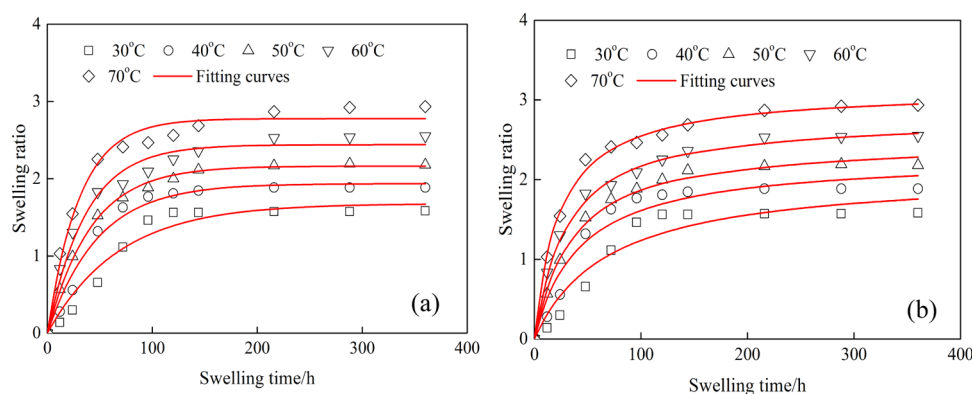 4
3
2
1
0
Swelling ratio
30°C 40°C 50°C 60°C
70°C Fitting curves
(a)
0 100 200 300 400
Swelling time/h
4
3
2
1
0
Swelling ratio
30°C 40°C 50°C 60°C
70°C Fitting curves
(b)
0 100 200 300 400
Swelling time/h